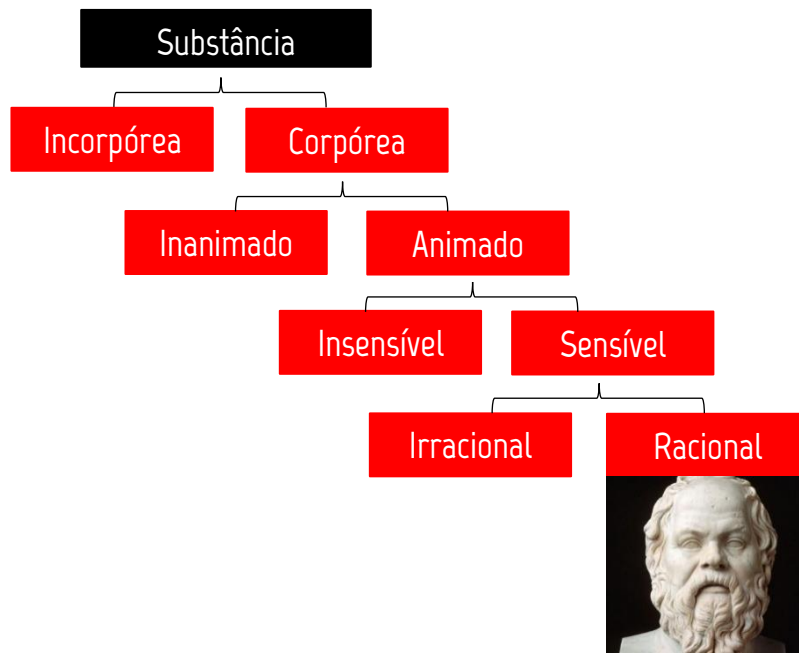 Substância
Incorpórea
Corpórea
Inanimado
Animado
Insensível
Sensível
Irracional
Racional